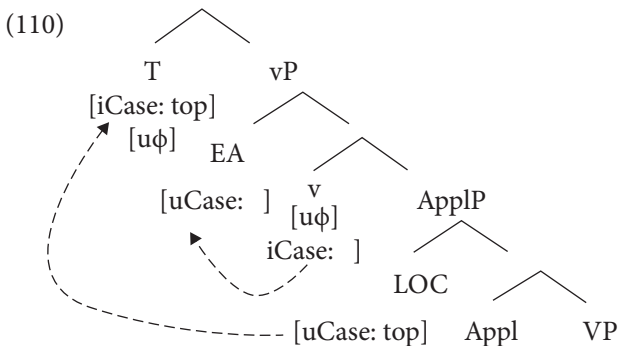 (110)
T vP
[iCase: top]
[uϕ] EA
[uCase:   ] v ApplP
[uϕ]
iCase:   ]
LOC
[uCase: top] Appl VP